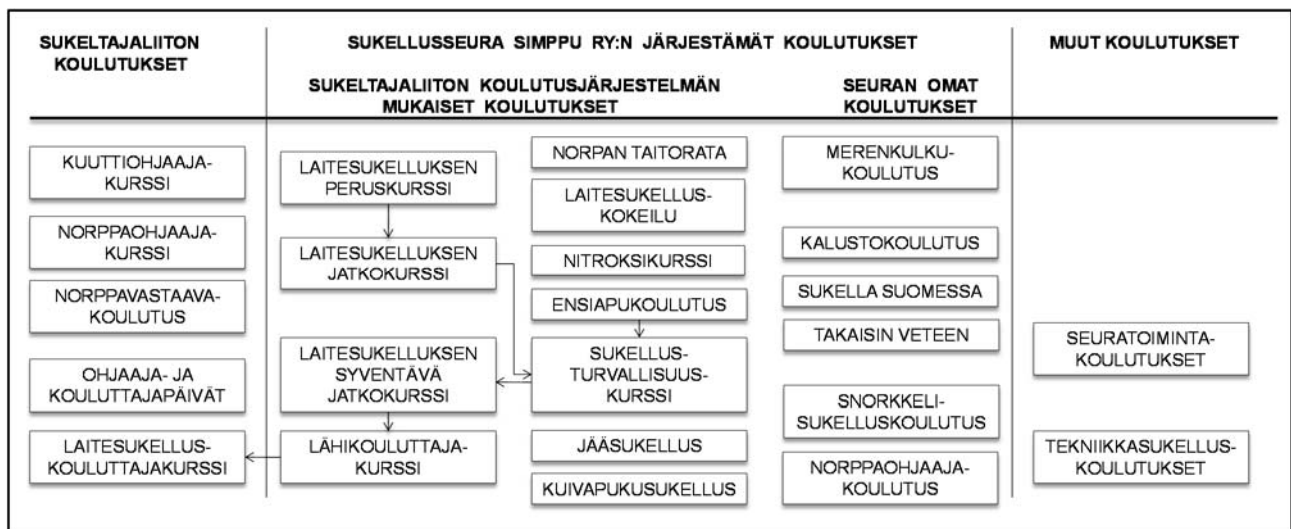 SUKELTAJALIITON
KOULUTUKSET
SUKELLUSSEURA SIMPPU RY:N JÄRJESTÄMÄT KOULUTUKSET
MUUT KOULUTUKSET
SUKELTAJALIITON KOULUTUSJÄRJESTELMÄN
MUKAISET KOULUTUKSET
SEURAN OMAT
KOULUTUKSET
KUUTTIOHJAAJA-
KURSSI
NORPPAOHJAAJA-
KURSSI
NORPPAVASTAAVA-
KOULUTUS
OHJAAJA- JA
KOULUTTAJAPÄIVÄT
LAITESUKELLUS-
KOULUTTAJAKURSSI
LAITESUKELLUKSEN
PERUSKURSSI
LAITESUKELLUKSEN
JATKOKURSSI
LAITESUKELLUKSEN
SYVENTÄVÄ
JATKOKURSSI
LÄHIKOULUTTAJA-
KURSSI
NORPAN TAITORATA
LAITESUKELLUS-
KOKEILU
NITROKSIKURSSI
ENSIAPUKOULUTUS
SUKELLUS-
TURVALLISUUS-
KURSSI
JÄÄSUKELLUS
KUIVAPUKUSUKELLUS
MERENKULKU-
KOULUTUS
KALUSTOKOULUTUS
SUKELLA SUOMESSA
TAKAISIN VETEEN
SNORKKELI-
SUKELLUSKOULUTUS
NORPPAOHJAAJA-
KOULUTUS
SEURATOIMINTA-
KOULUTUKSET
TEKNIIKKASUKELLUS-
KOULUTUKSET